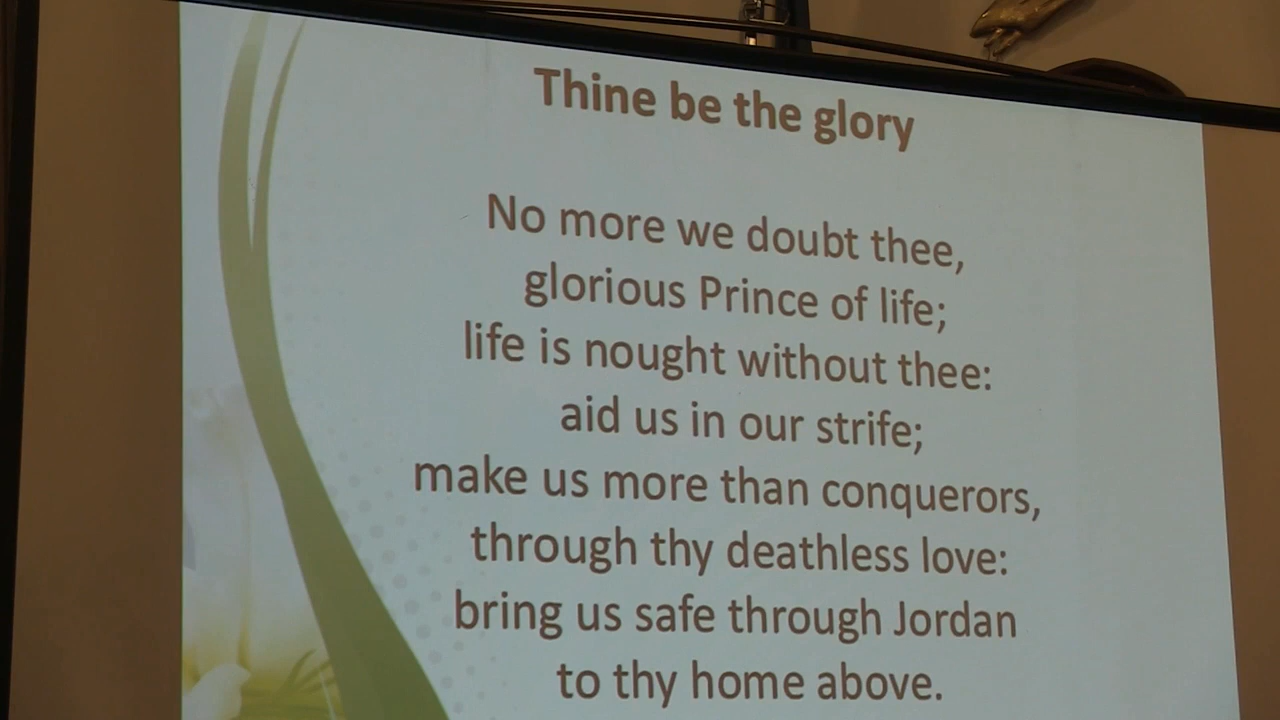 Thine be the glory
No more we doubt thee,
glorious Prince of life;
life is nought without thee:
aid us in our strife;
make us more than conquerors,
through thy deathless love:
bring us safe through Jordan
to thy home above.